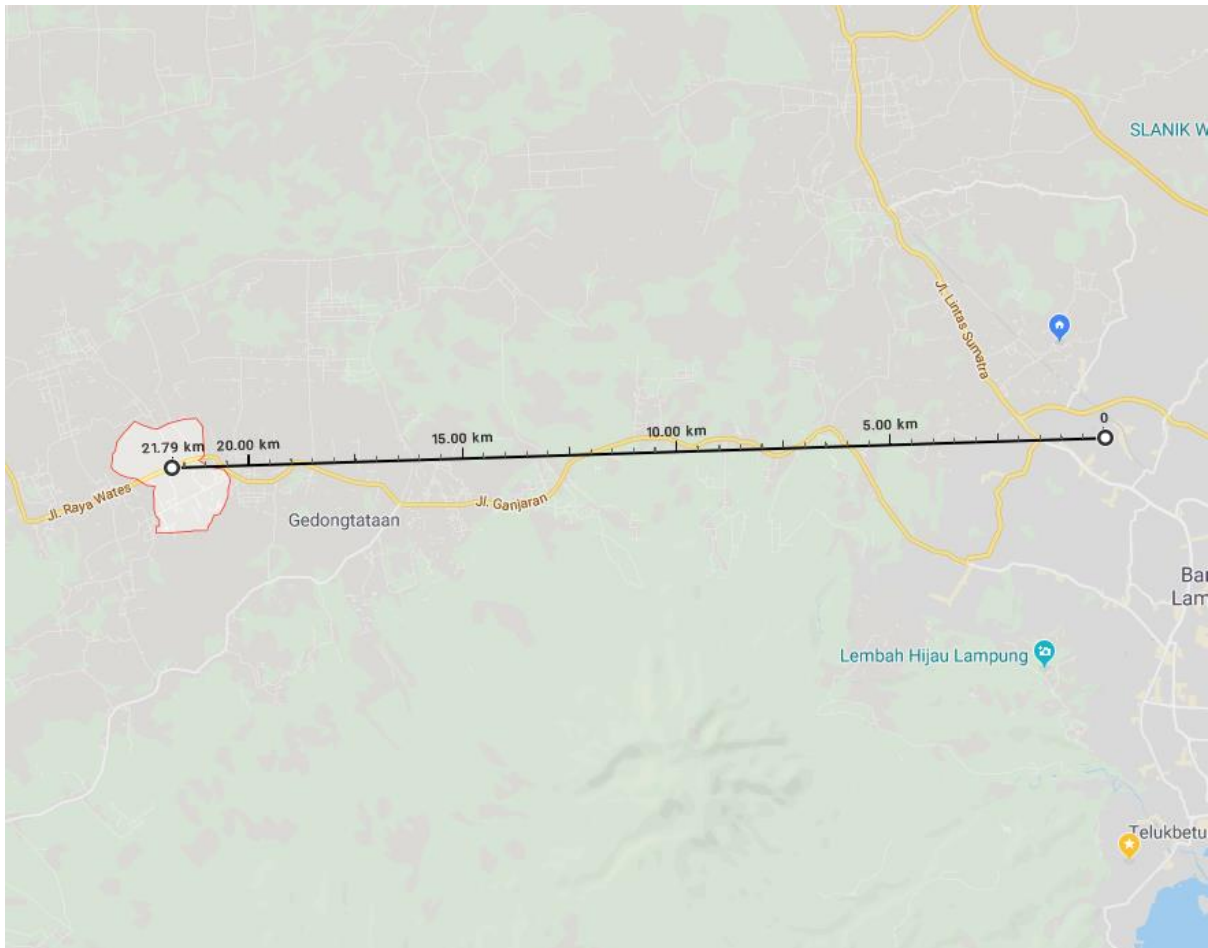 SLANIK W
Jl. Lintas Sumatra
0
5.00 km
10.00 km
15.00 km
20.00 km
21.79 km
Jl. Raya Wates
Jl. Ganjaran
Gedongtataan
Bar
Lam
Lembah Hijau Lampung
Telukbetu